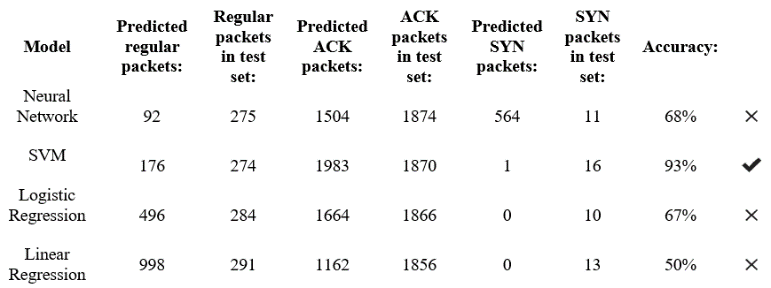 Model Predicted regular packets: Regular packets in test set: Predicted ACK packets: ACK packets in test set: Predicted SYN packets: SYN packets in test set: Accuracy:
Neural Network 92 275 1504 1874 564 11 68% ×
SVM 176 274 1983 1870 1 16 93% ✔
Logistic Regression 496 284 1664 1866 0 10 67% ×
Linear Regression 998 291 1162 1856 0 13 50% ×